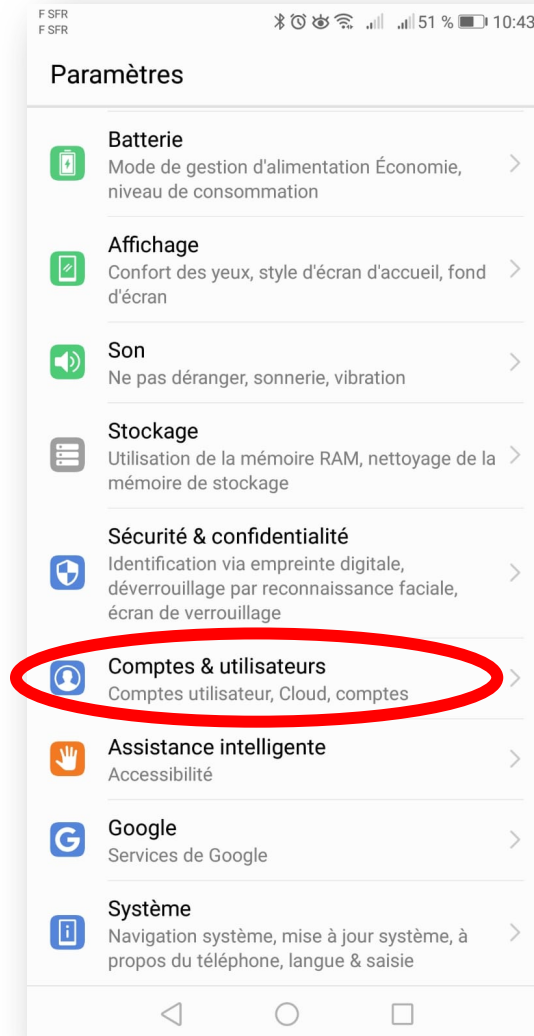 F SFR
F SFR
51 % 10:43
Paramètres
Batterie
Mode de gestion d'alimentation Économie,
niveau de consommation
Affichage
Confort des yeux, style d'écran d'accueil, fond
d'écran
Son
Ne pas déranger, sonnerie, vibration
Stockage
Utilisation de la mémoire RAM, nettoyage de la
mémoire de stockage
Sécurité & confidentialité
Identification via empreinte digitale,
déverrouillage par reconnaissance faciale,
écran de verrouillage
Comptes & utilisateurs
Comptes utilisateur, Cloud, comptes
Assistance intelligente
Accessibilité
Google
Services de Google
Système
Navigation système, mise à jour système, à
propos du téléphone, langue & saisie